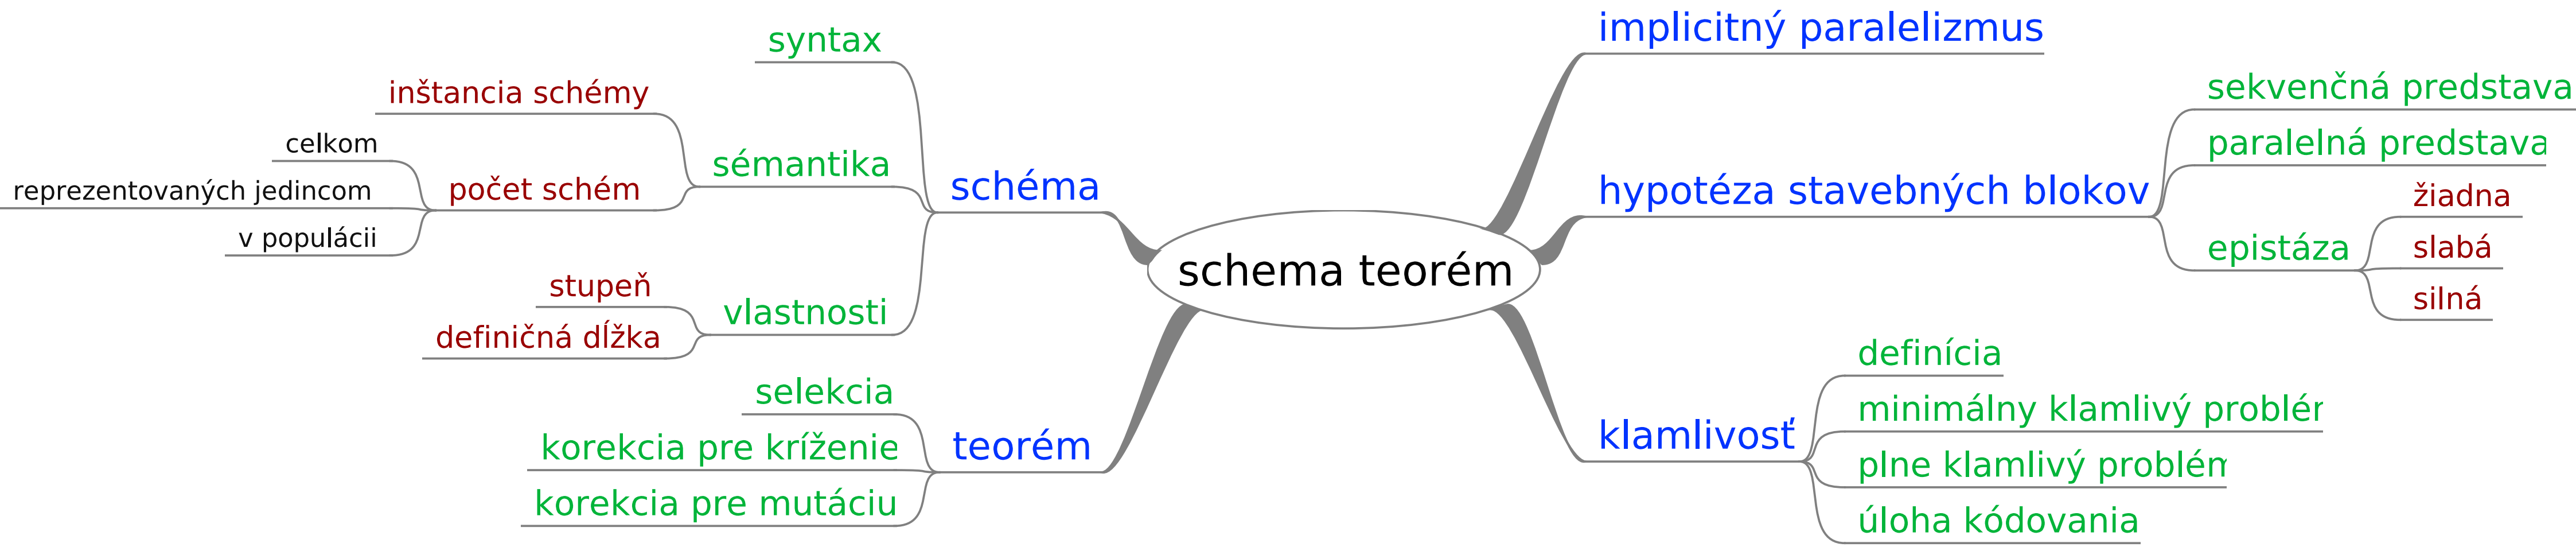 schema teorém
schéma
syntax
sémantika
inštancia schémy
počet schém
celkom
reprezentovaných jedincom
v populácii
vlastnosti
stupeň
definičná dĺžka
teorém
selekcia
korekcia pre kríženie
korekcia pre mutáciu
implicitný paralelizmus
hypotéza stavebných blokov
sekvenčná predstava
paralelná predstava
epistáza
žiadna
slabá
silná
klamlivosť
definícia
minimálny klamlivý problém
plne klamlivý problém
úloha kódovania